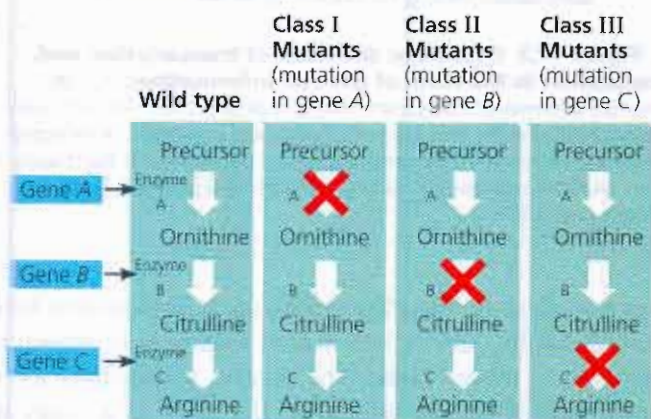 Class I
Mutants
(mutation
in gene A)
Class II
Mutants
(mutation
in gene B)
Class III
Mutants
(mutation
in gene C)
Wild type
Precursor
Precursor
Precursor
Precursor
Gene A
Enzyme
A
A
A
A
Ornithine
Ornithine
Ornithine
Ornithine
Gene B
Enzyme
B
B
B
B
Citrulline
Citrulline
Citrulline
Citrulline
Gene C
Enzyme
C
C
C
C
Arginine
Arginine
Arginine
Arginine